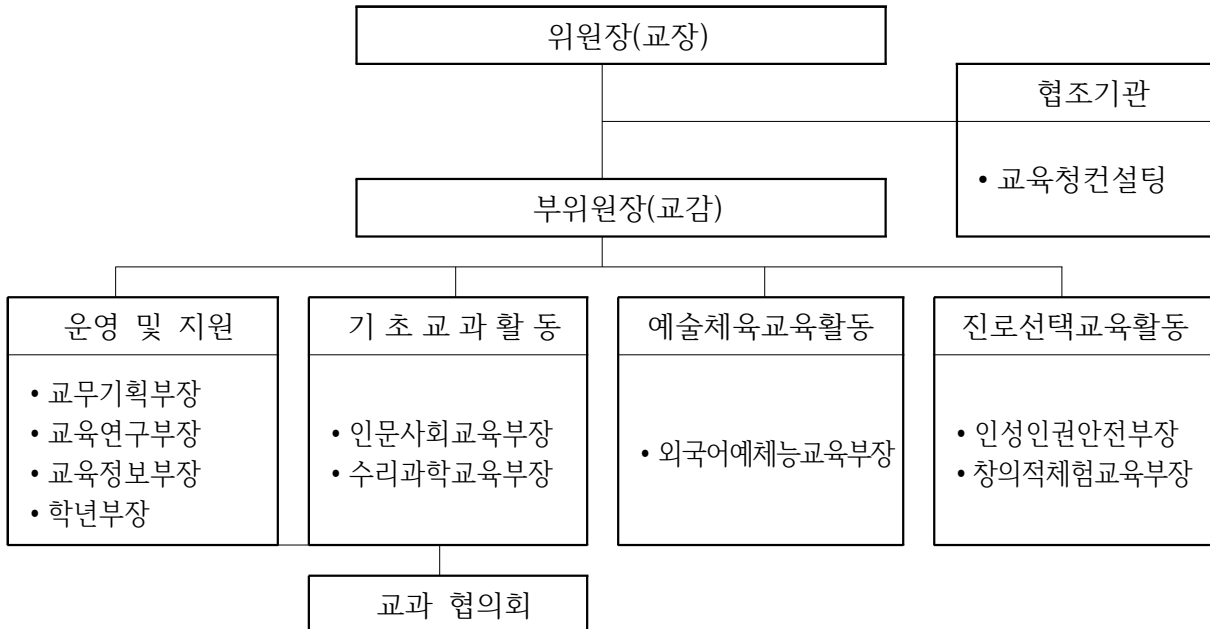 위원장(교장)
협조기관
• 교육청컨설팅
부위원장(교감)
운영 및 지원
• 교무기획부장
• 교육연구부장
• 교육정보부장
• 학년부장
기 초 교 과 활 동
• 인문사회교육부장
• 수리과학교육부장
예술체육교육활동
• 외국어예체능교육부장
진로선택교육활동
• 인성인권안전부장
• 창의적체험교육부장
교과 협의회